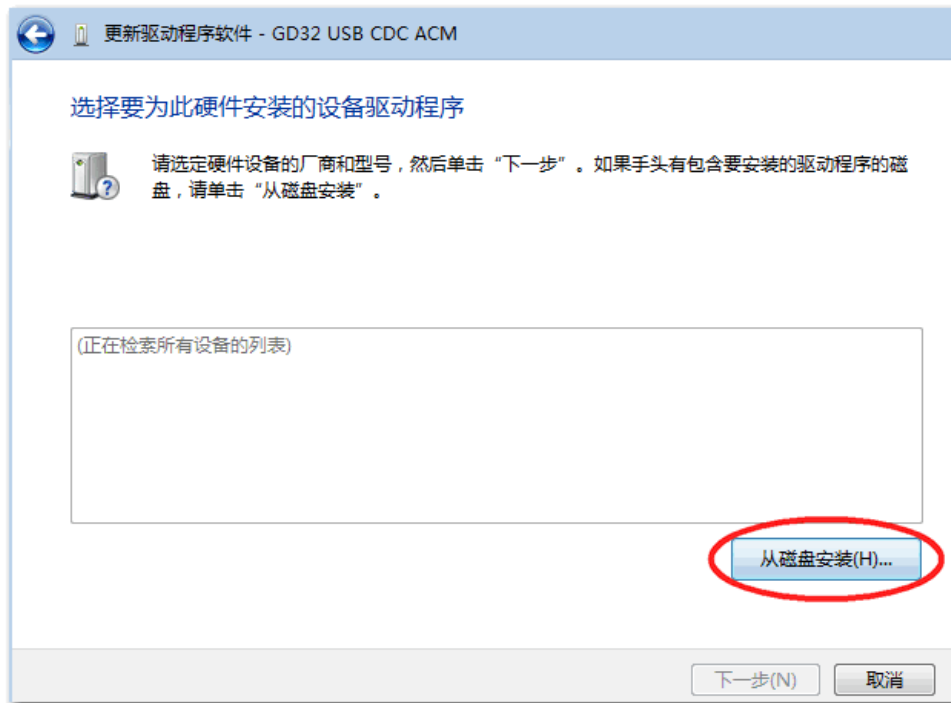 更新驱动程序软件 - GD32 USB CDC ACM
选择要为此硬件安装的设备驱动程序
请选定硬件设备的厂商和型号，然后单击“下一步”。如果手头有包含要安装的驱动程序的磁
盘，请单击“从磁盘安装”。
(正在检索所有设备的列表)
从磁盘安装(H)...
下一步(N)
取消